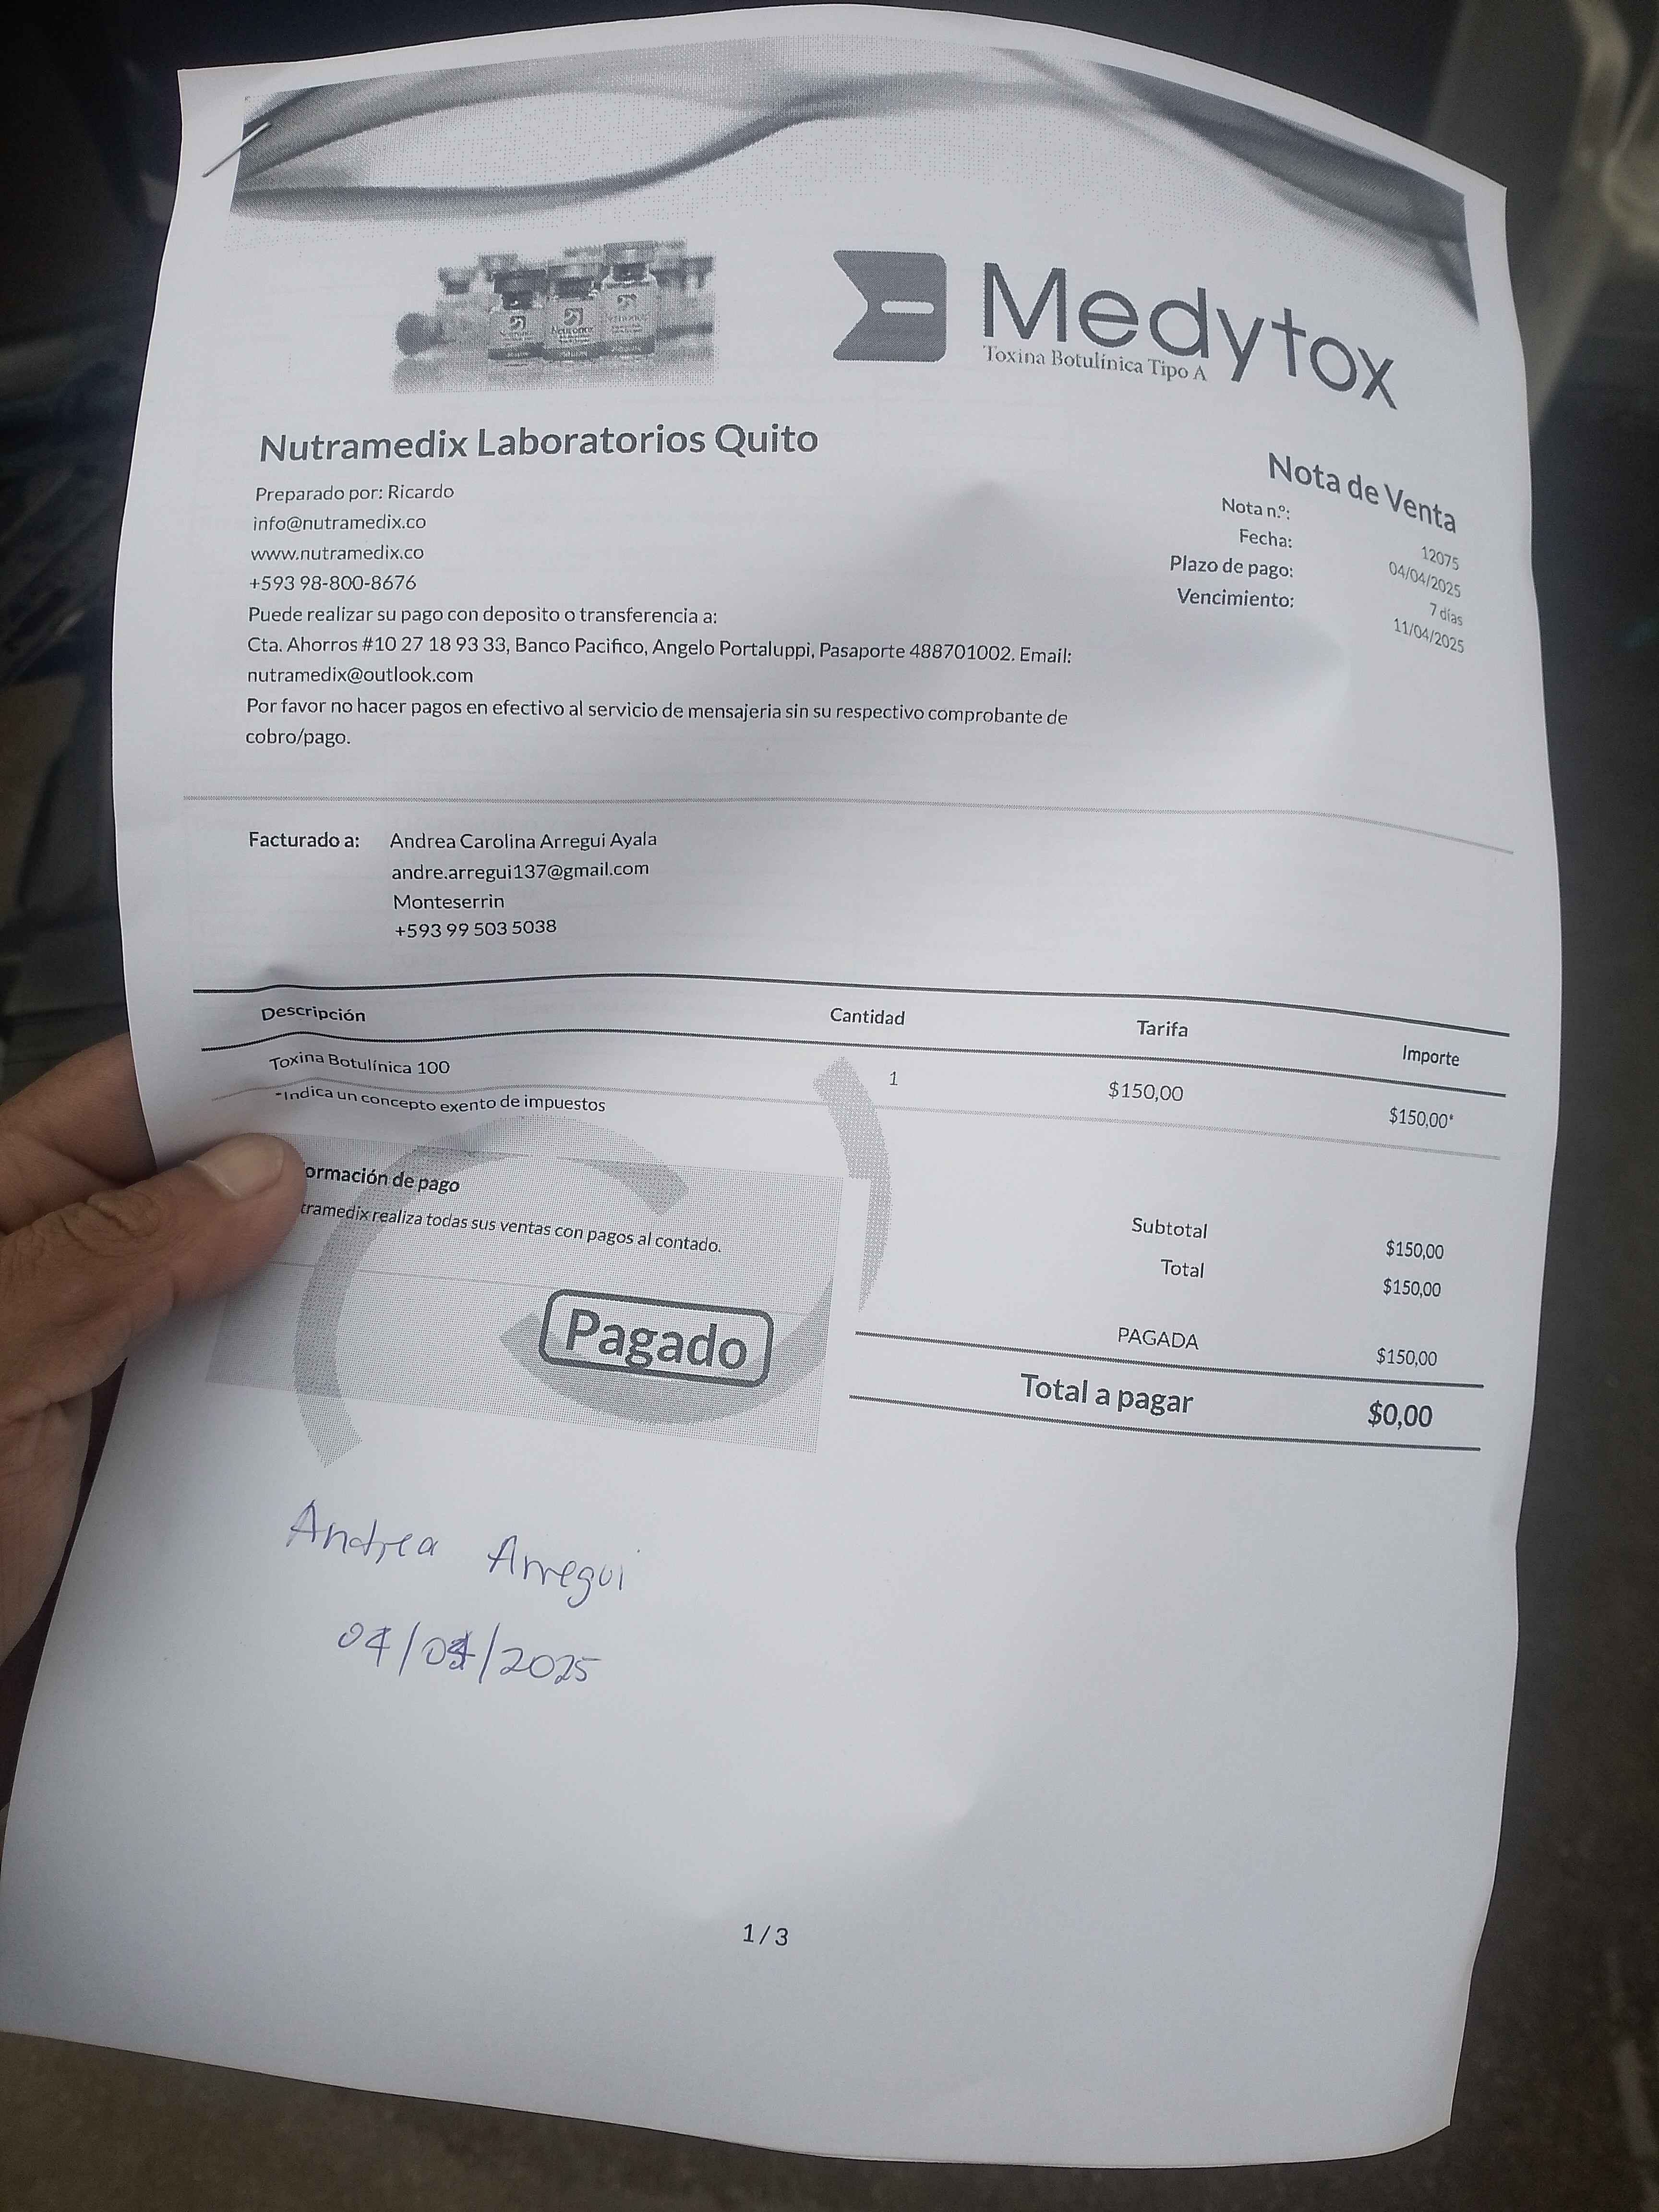 Medytox
Toxina Botulínica Tipo A
Nutramedix Laboratorios Quito
Preparado por: Ricardo
info@nutramedix.co
www.nutramedix.co
+593 98-800-8676
Puede realizar su pago con deposito o transferencia a:
Cta. Ahorros #10 27 18 93 33, Banco Pacifico, Angelo Portaluppi, Pasaporte 488701002. Email:
nutramedix@outlook.com
Por favor no hacer pagos en efectivo al servicio de mensajeria sin su respectivo comprobante de
cobro/pago.
Nota de Venta
Nota n.º: 12075
Fecha: 04/04/2025
Plazo de pago: 7 días
Vencimiento: 11/04/2025
Facturado a: Andrea Carolina Arregui Ayala
andre.arregui137@gmail.com
Monteserrin
+593 99 503 5038
Descripción Cantidad Tarifa Importe
Toxina Botulínica 100 1 $150,00 $150,00*
*Indica un concepto exento de impuestos
ormación de pago
tramedix realiza todas sus ventas con pagos al contado.
Pagado
Subtotal $150,00
Total $150,00
PAGADA $150,00
Total a pagar $0,00
Andrea Arregui
04/04/2025
1 / 3